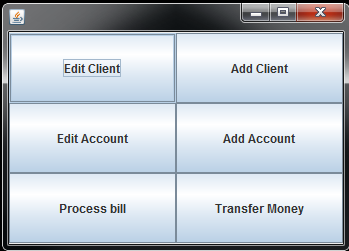 Edit Client
Add Client
Edit Account
Add Account
Process bill
Transfer Money